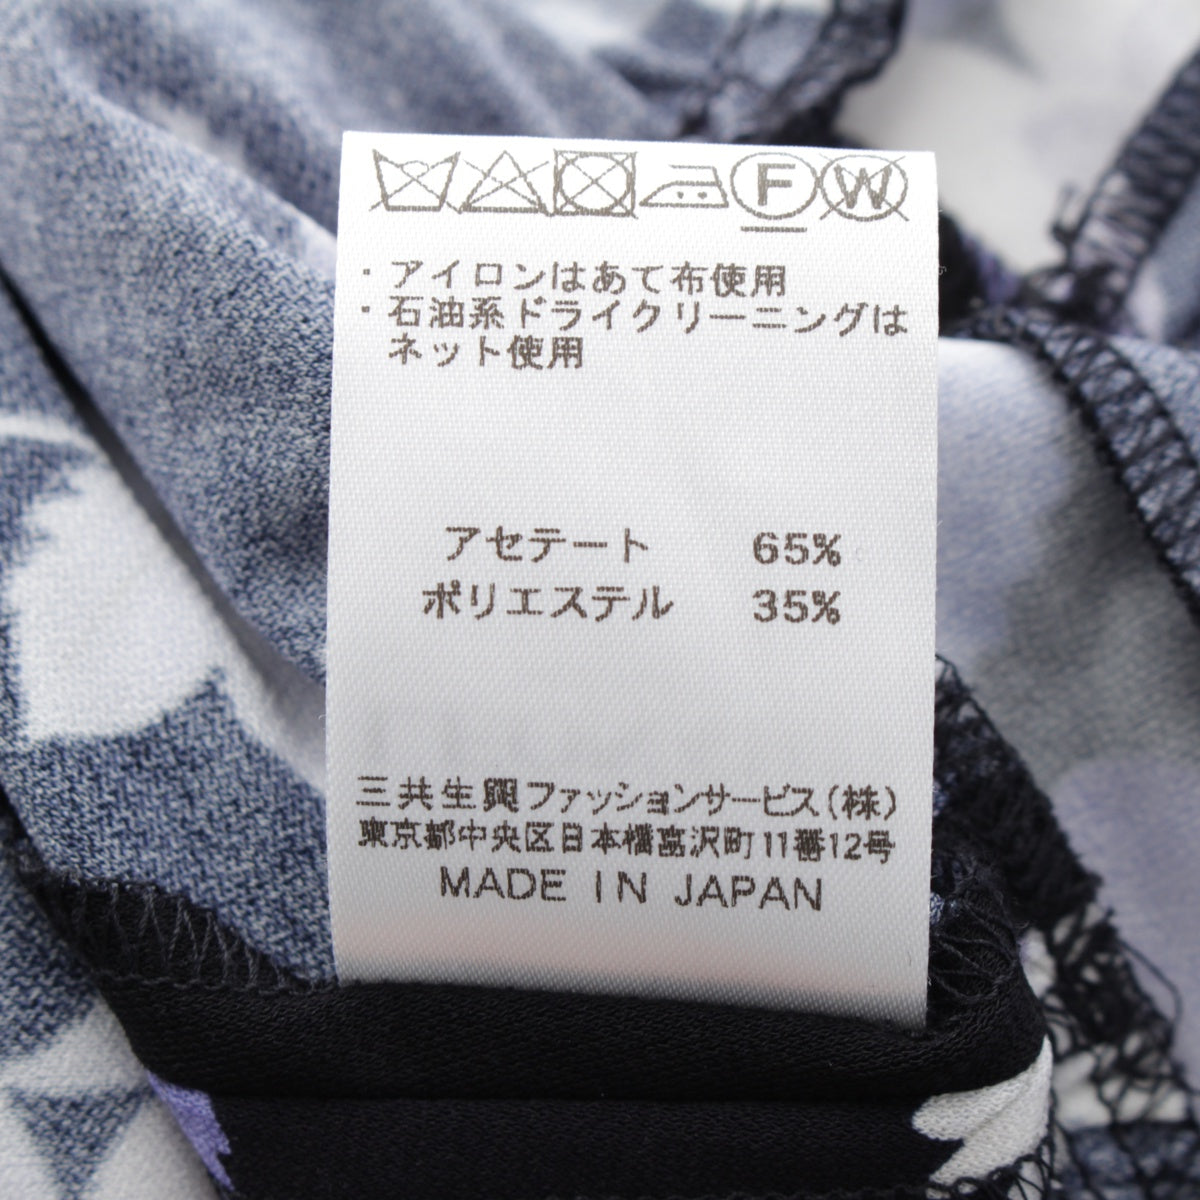 F W
・アイロンはあて布使用
・石油系ドライクリーニングは
ネット使用
アセテート 65%
ポリエステル 35%
三共生興ファッションサービス(株)
東京都中央区日本橋富沢町11番12号
MADE IN JAPAN